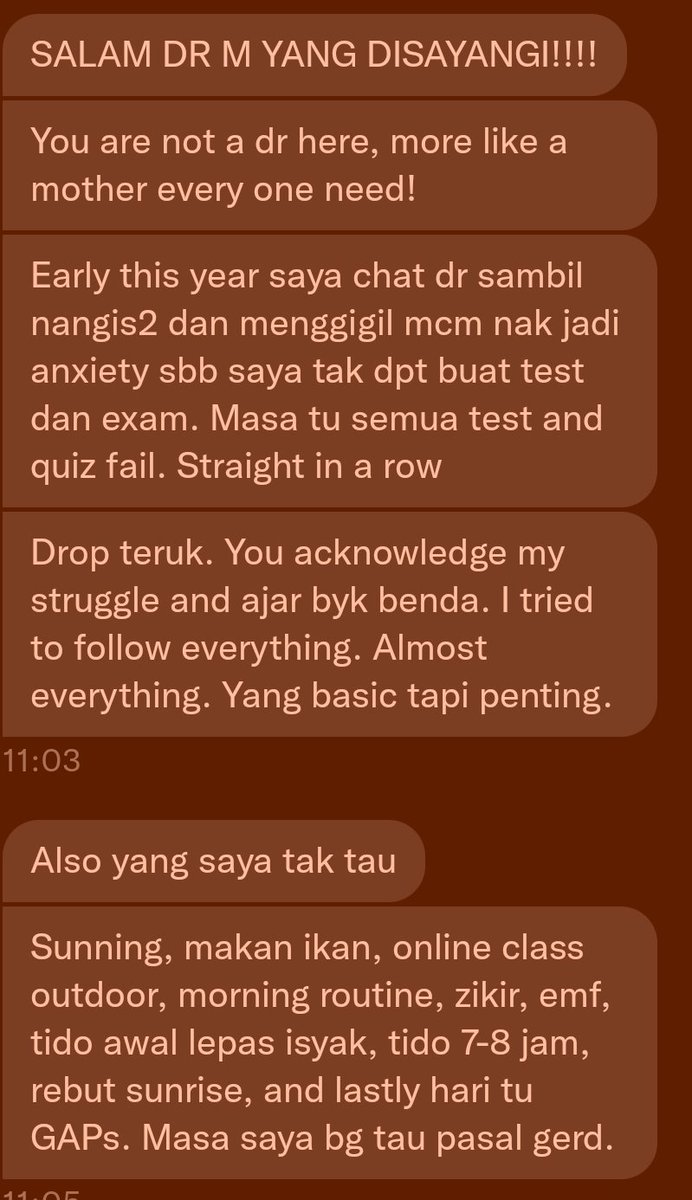 SALAM DR M YANG DISAYANGI!!!!
You are not a dr here, more like a
mother every one need!
Early this year saya chat dr sambil
nangis2 dan menggigil mcm nak jadi
anxiety sbb saya tak dpt buat test
dan exam. Masa tu semua test and
quiz fail. Straight in a row
Drop teruk. You acknowledge my
struggle and ajar byk benda. I tried
to follow everything. Almost
everything. Yang basic tapi penting.
11:03
Also yang saya tak tau
Sunning, makan ikan, online class
outdoor, morning routine, zikir, emf,
tido awal lepas isyak, tido 7-8 jam,
rebut sunrise, and lastly hari tu
GAPs. Masa saya bg tau pasal gerd.